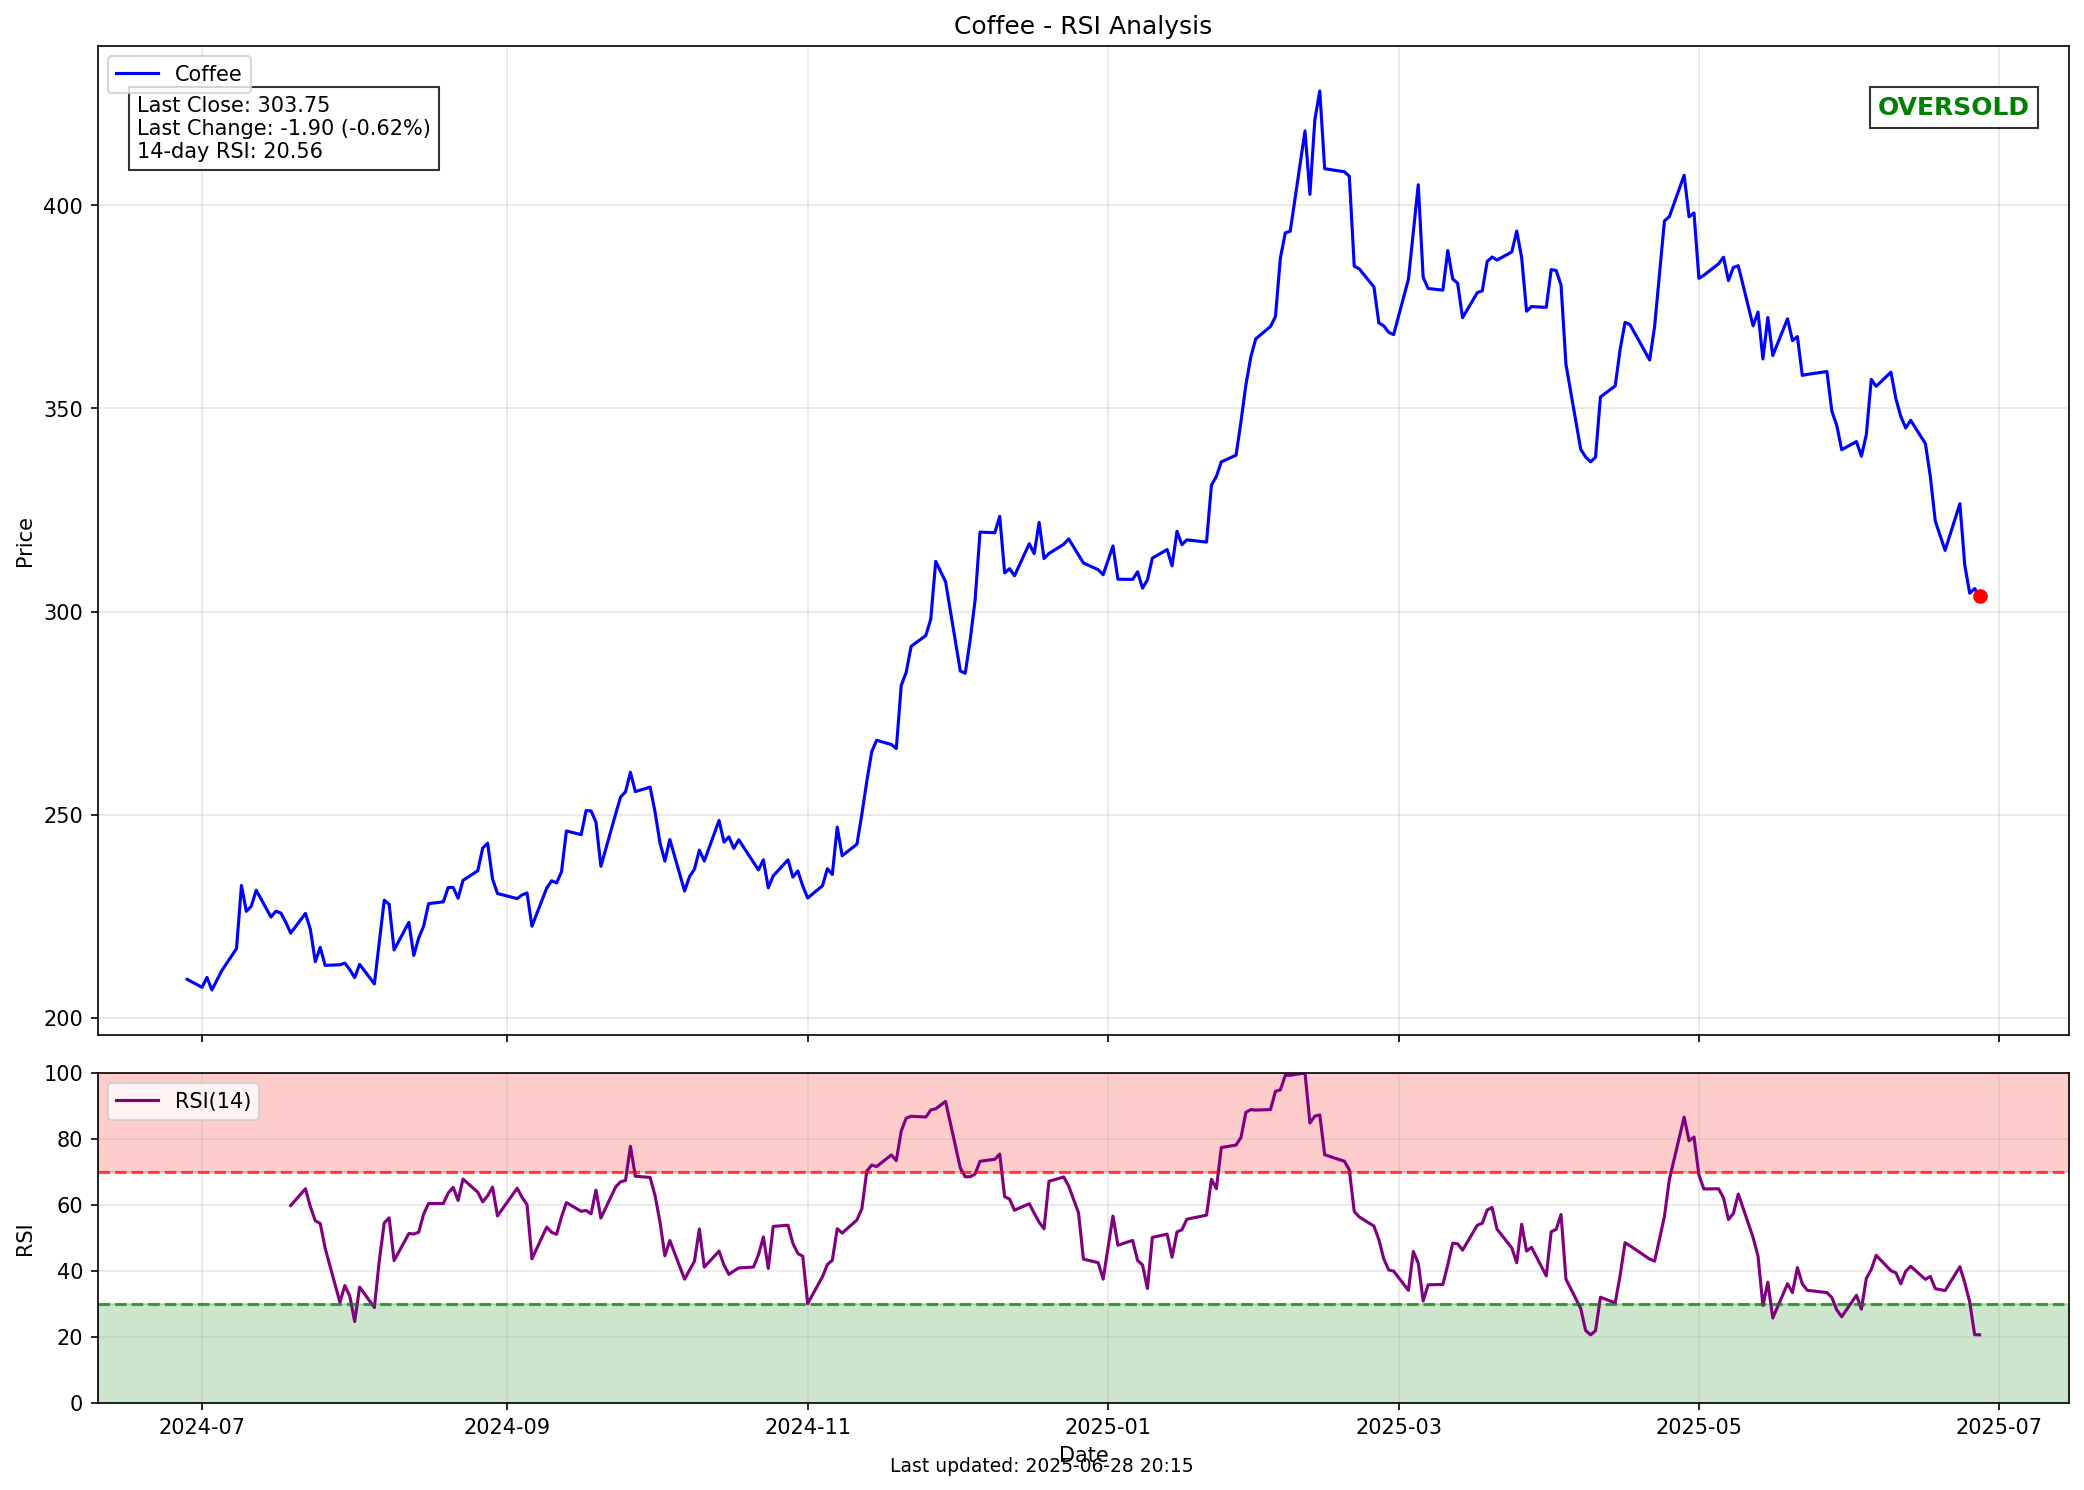 Coffee - RSI Analysis
Coffee
Last Close: 303.75
Last Change: -1.90 (-0.62%)
14-day RSI: 20.56
OVERSOLD
Price
400
350
300
250
200
RSI(14)
RSI
100
80
60
40
20
0
2024-07
2024-09
2024-11
2025-01
2025-03
2025-05
2025-07
Date
Last updated: 2025-06-28 20:15